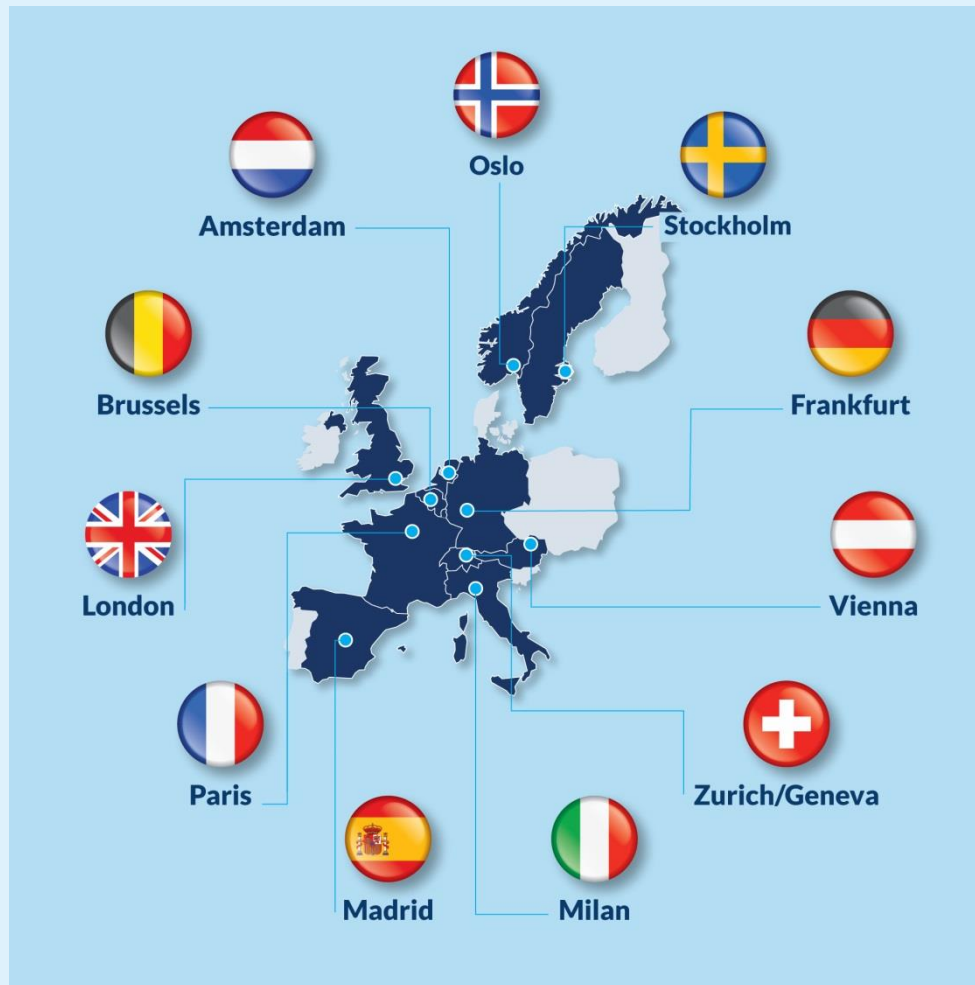 Oslo
Amsterdam
Stockholm
Brussels
Frankfurt
London
Vienna
Paris
Zurich/Geneva
Madrid
Milan